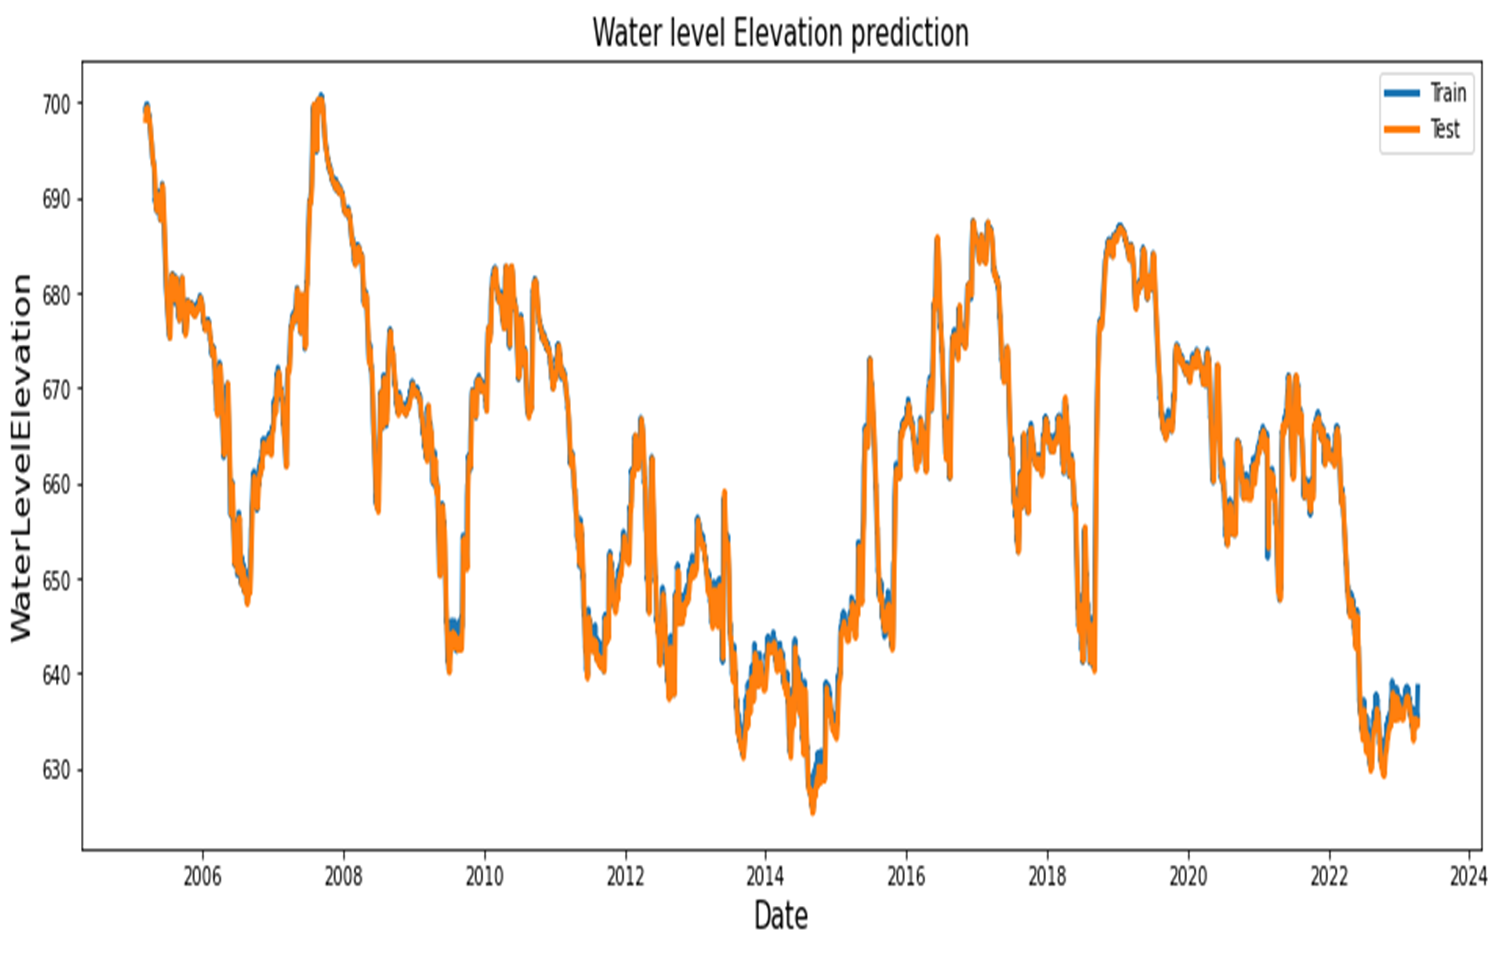 Water level Elevation prediction
Train
Test
WaterLevelElevation
700
690
680
670
660
650
640
630
2006 2008 2010 2012 2014 2016 2018 2020 2022 2024
Date